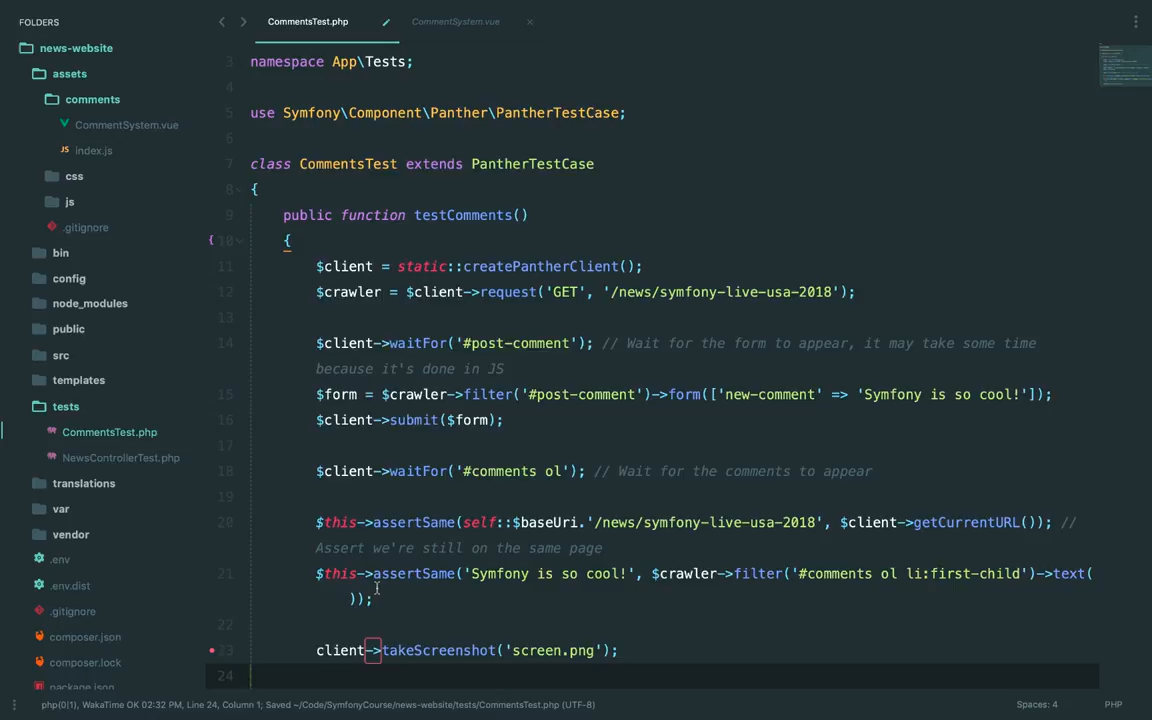 FOLDERS
news-website
assets
comments
CommentSystem.vue
JS index.js
css
js
.gitignore
bin
config
node_modules
public
src
templates
tests
CommentsTest.php
NewsControllerTest.php
translations
var
vendor
.env
.env.dist
.gitignore
composer.json
composer.lock
package.json
CommentsTest.php
CommentSystem.vue ×
3 namespace App\Tests;
4
5 use Symfony\Component\Panther\PantherTestCase;
6
7 class CommentsTest extends PantherTestCase
8 {
9 public function testComments()
{ 10 {
11 $client = static::createPantherClient();
12 $crawler = $client->request('GET', '/news/symfony-live-usa-2018');
13
14 $client->waitFor('#post-comment'); // Wait for the form to appear, it may take some time
because it's done in JS
15 $form = $crawler->filter('#post-comment')->form(['new-comment' => 'Symfony is so cool!']);
16 $client->submit($form);
17
18 $client->waitFor('#comments ol'); // Wait for the comments to appear
19
20 $this->assertSame(self::$baseUri.'/news/symfony-live-usa-2018', $client->getCurrentURL()); //
Assert we're still on the same page
21 $this->assertSame('Symfony is so cool!', $crawler->filter('#comments ol li:first-child')->text(
));
22
23 client->takeScreenshot('screen.png');
24
php(0|1), WakaTime OK 02:32 PM, Line 24, Column 1; Saved ~/Code/SymfonyCourse/news-website/tests/CommentsTest.php (UTF-8)
Spaces: 4
PHP